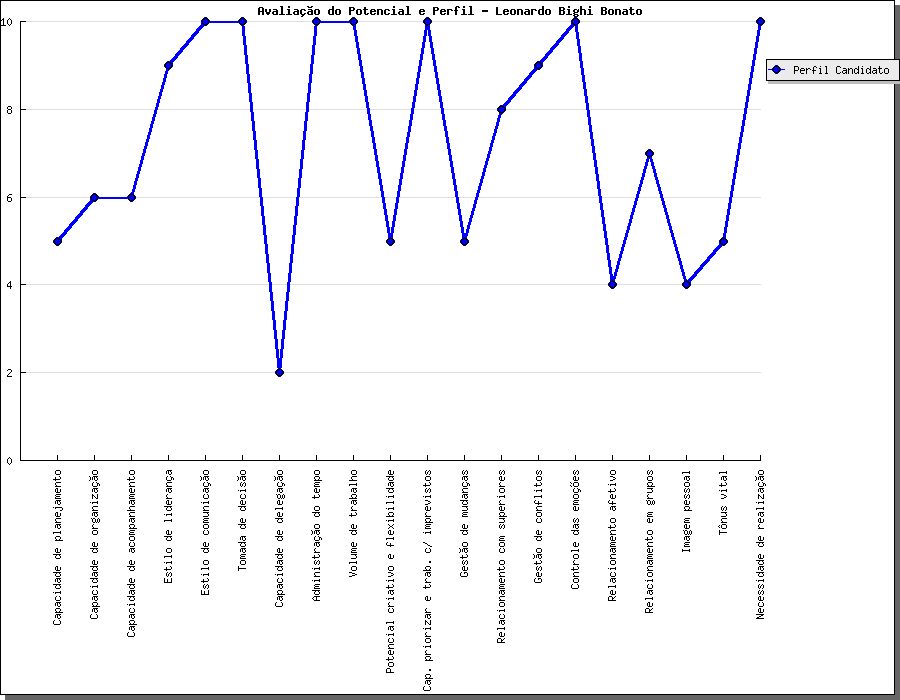 Avaliação do Potencial e Perfil - Leonardo Bighi Bonato
Perfil Candidato
10
8
6
4
2
0
Capacidade de planejamento
Capacidade de organização
Capacidade de acompanhamento
Estilo de liderança
Estilo de comunicação
Tomada de decisão
Capacidade de delegação
Administração do tempo
Volume de trabalho
Potencial criativo e flexibilidade
Cap. priorizar e trab. c/ imprevistos
Gestão de mudanças
Relacionamento com superiores
Gestão de conflitos
Controle das emoções
Relacionamento afetivo
Relacionamento em grupos
Imagem pessoal
Tônus vital
Necessidade de realização